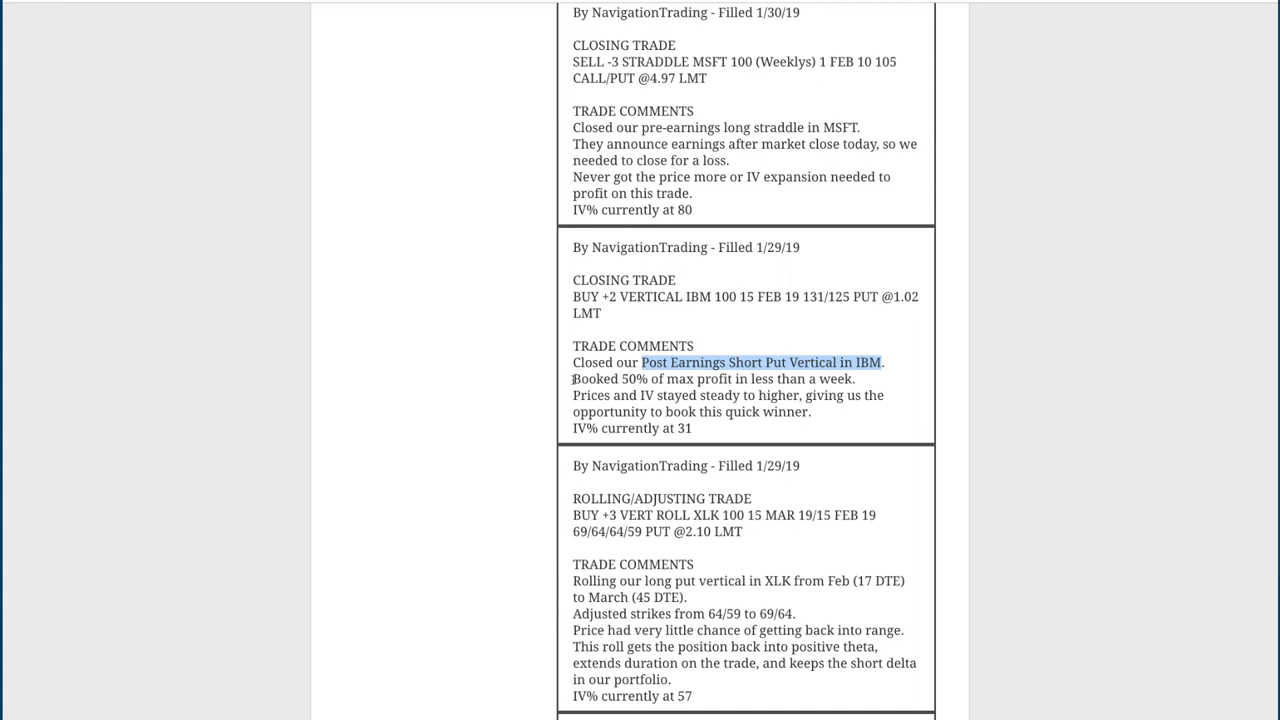 By NavigationTrading - Filled 1/30/19
CLOSING TRADE
SELL -3 STRADDLE MSFT 100 (Weeklys) 1 FEB 10 105
CALL/PUT @4.97 LMT
TRADE COMMENTS
Closed our pre-earnings long straddle in MSFT.
They announce earnings after market close today, so we
needed to close for a loss.
Never got the price more or IV expansion needed to
profit on this trade.
IV% currently at 80
By NavigationTrading - Filled 1/29/19
CLOSING TRADE
BUY +2 VERTICAL IBM 100 15 FEB 19 131/125 PUT @1.02
LMT
TRADE COMMENTS
Closed our Post Earnings Short Put Vertical in IBM.
Booked 50% of max profit in less than a week.
Prices and IV stayed steady to higher, giving us the
opportunity to book this quick winner.
IV% currently at 31
By NavigationTrading - Filled 1/29/19
ROLLING/ADJUSTING TRADE
BUY +3 VERT ROLL XLK 100 15 MAR 19/15 FEB 19
69/64/64/59 PUT @2.10 LMT
TRADE COMMENTS
Rolling our long put vertical in XLK from Feb (17 DTE)
to March (45 DTE).
Adjusted strikes from 64/59 to 69/64.
Price had very little chance of getting back into range.
This roll gets the position back into positive theta,
extends duration on the trade, and keeps the short delta
in our portfolio.
IV% currently at 57